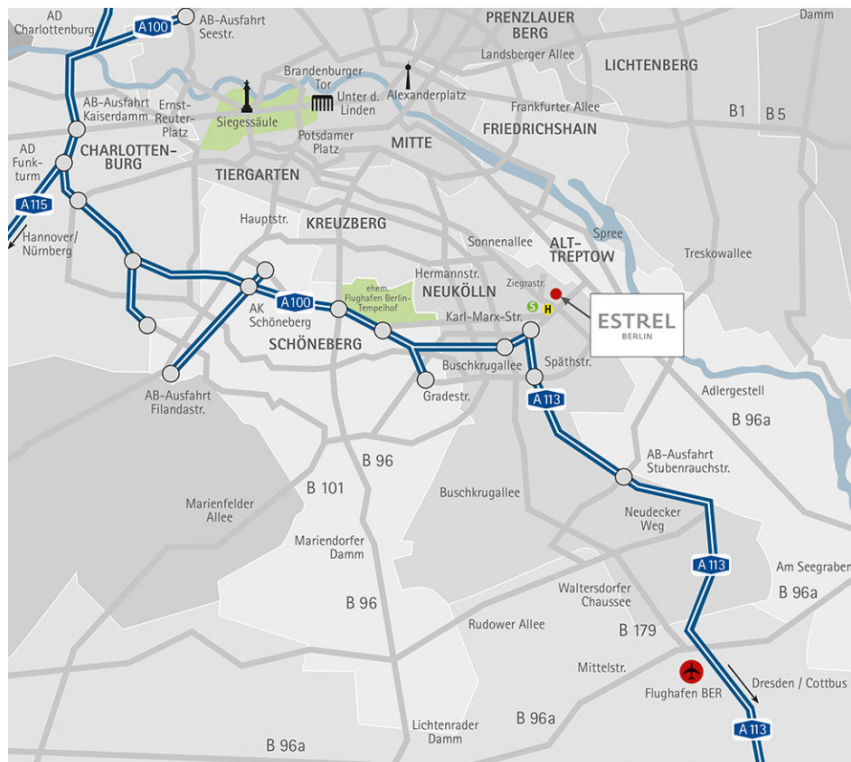 AD
Charlottenburg
A100
AB-Ausfahrt
Seestr.
PRENZLAUER
BERG
Damm
Landsberger Allee
LICHTENBERG
Brandenburger
Tor
Alexanderplatz
AB-Ausfahrt
Kaiserdamm
Ernst-
Reuter-
Platz
Siegessäule
Unter d.
Linden
Frankfurter Allee
B1
B 5
FRIEDRICHSHAIN
Potsdamer
Platz
MITTE
AD
Funk-
turm
CHARLOTTEN-
BURG
TIERGARTEN
A115
Hannover/
Nürnberg
Hauptstr.
KREUZBERG
Sonnenallee
ALT-
TREPTOW
Spree
Treskowallee
Hermannstr.
NEUKÖLLN
Ziegrastr.
ehem.
Flughafen Berlin-
Tempelhof
A100
S
H
ESTREL
BERLIN
AK
Schöneberg
Karl-Marx-Str.
SCHÖNEBERG
Buschkrugallee
Späthstr.
AB-Ausfahrt
Filandastr.
Gradestr.
A 113
Adlergestell
B 96a
B 96
AB-Ausfahrt
Stubenrauchstr.
B 101
Marienfelder
Allee
Buschkrugallee
Neudecker
Weg
Mariendorfer
Damm
A 113
Am Seegraben
B 96a
Waltersdorfer
Chaussee
B 96
Rudower Allee
B 179
Mittelstr.
Flughafen BER
Dresden / Cottbus
Lichtenrader
Damm
B 96a
A 113
B 96a